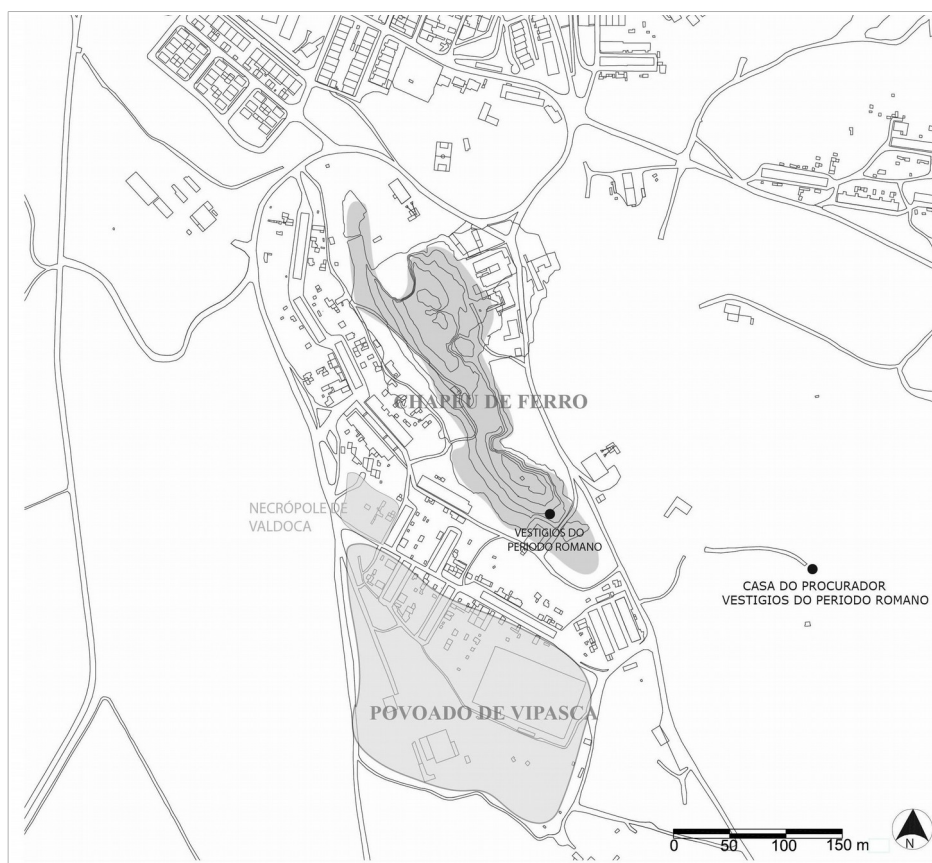 CHAPÉU DE FERRO
NECRÓPOLE DE
VALDOCA
VESTIGIOS DO
PERIODO ROMANO
CASA DO PROCURADOR
VESTIGIOS DO PERIODO ROMANO
POVOADO DE VIPASCA
0 50 100 150 m
N